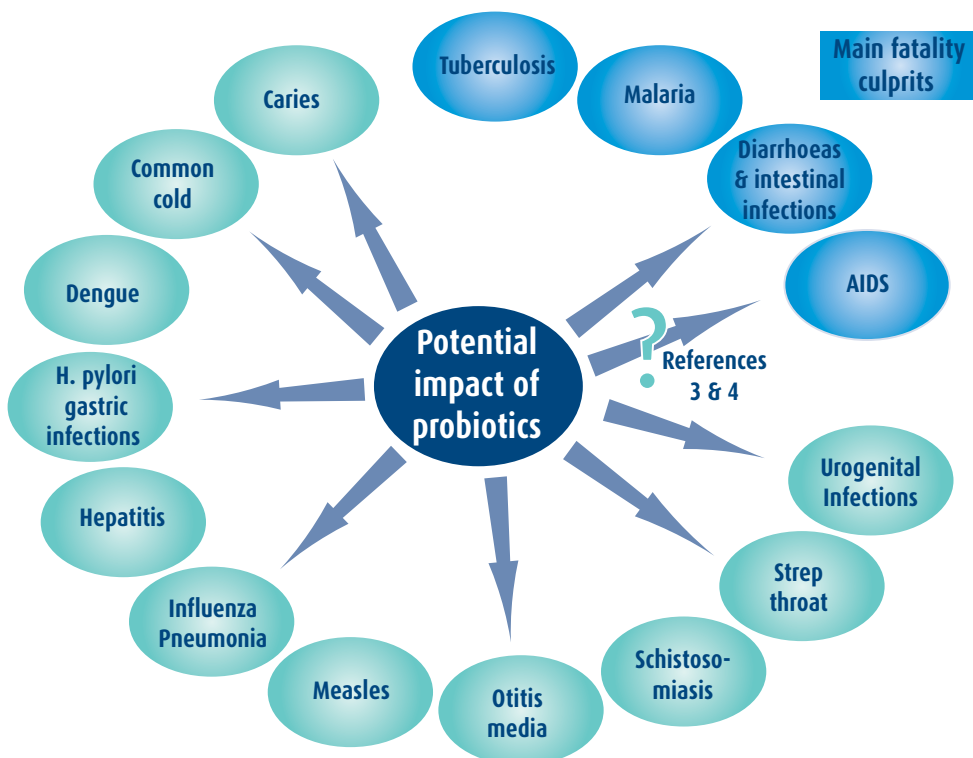 Tuberculosis
Malaria
Main fatality
culprits
Caries
Common
cold
Diarrhoeas
& intestinal
infections
Dengue
AIDS
Potential
impact of
probiotics
?
References
3 & 4
H. pylori
gastric
infections
Urogenital
Infections
Hepatitis
Strep
throat
Influenza
Pneumonia
Schistoso-
miasis
Measles
Otitis
media